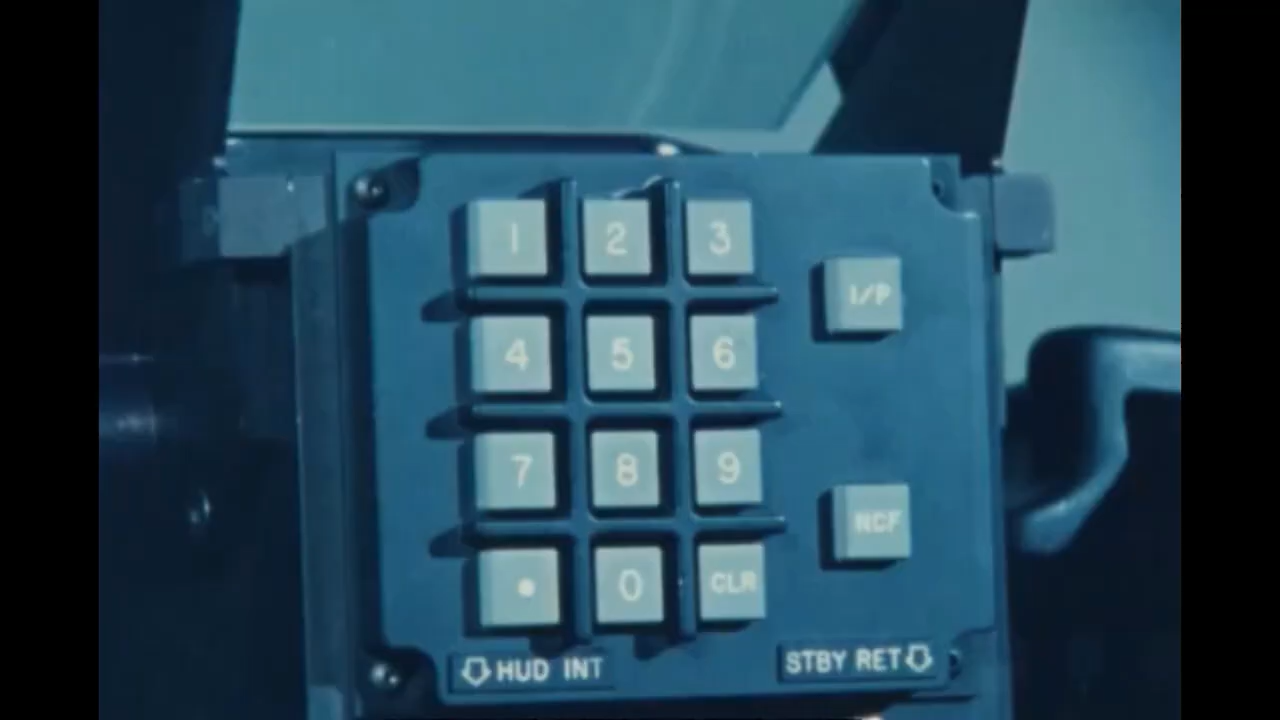 1 2 3
I/P
4 5 6
7 8 9
NCF
• 0 CLR
HUD INT
STBY RET